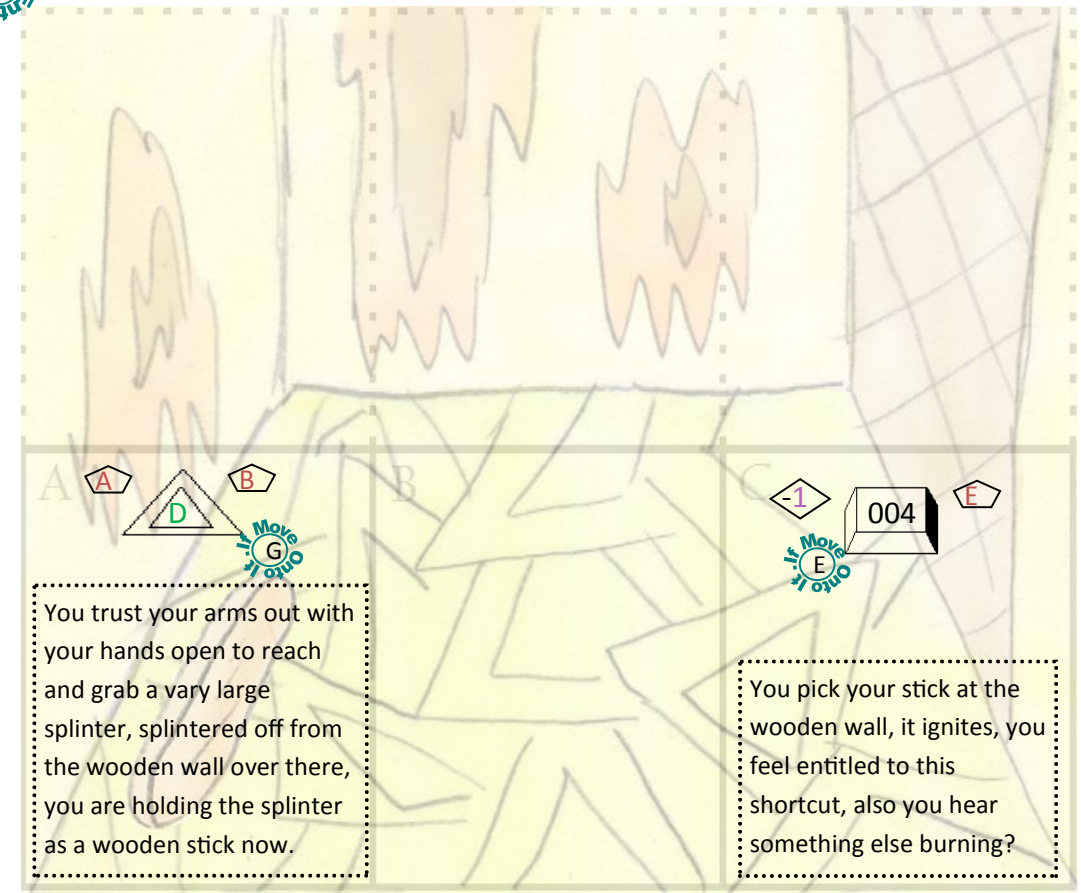 A
B
C
A
D
B
If Move Onto It.
G
-1
004
E
If Move Onto It.
E
You trust your arms out with
your hands open to reach
and grab a vary large
splinter, splintered off from
the wooden wall over there,
you are holding the splinter
as a wooden stick now.
You pick your stick at the
wooden wall, it ignites, you
feel entitled to this
shortcut, also you hear
something else burning?